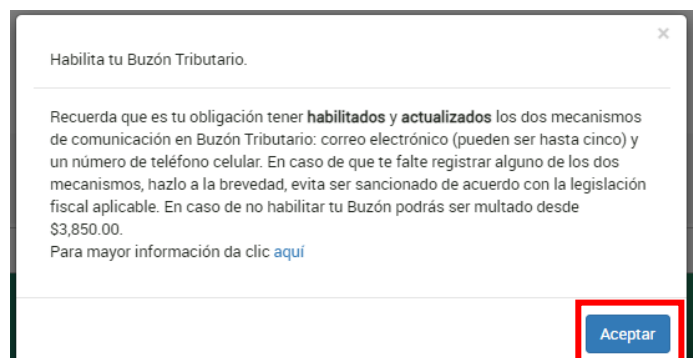 ×
Habilita tu Buzón Tributario.
Recuerda que es tu obligación tener habilitados y actualizados los dos mecanismos
de comunicación en Buzón Tributario: correo electrónico (pueden ser hasta cinco) y
un número de teléfono celular. En caso de que te falte registrar alguno de los dos
mecanismos, hazlo a la brevedad, evita ser sancionado de acuerdo con la legislación
fiscal aplicable. En caso de no habilitar tu Buzón podrás ser multado desde
$3,850.00.
Para mayor información da clic aquí
Aceptar